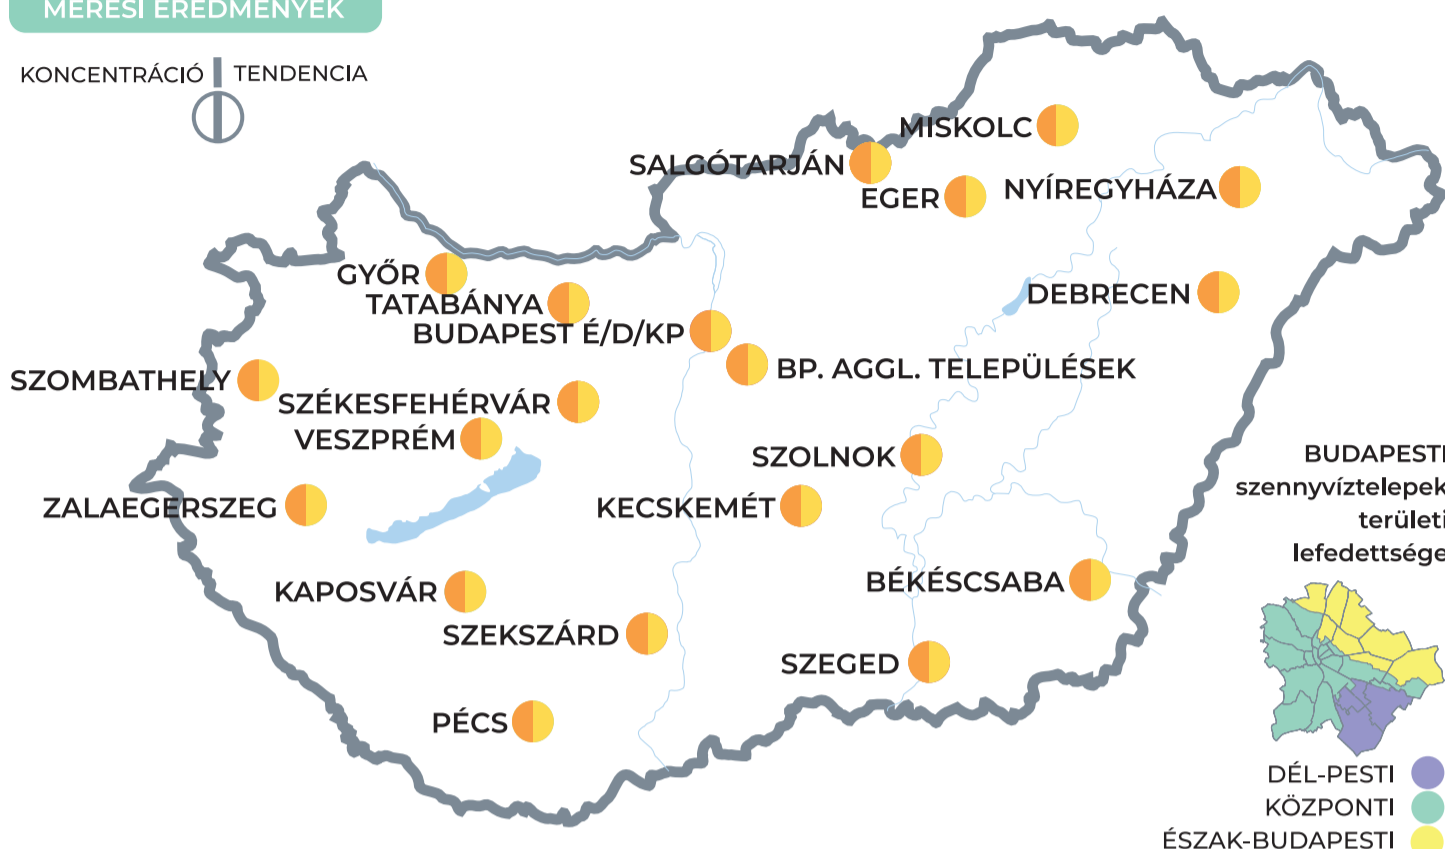 MÉRÉSI EREDMÉNYEK
KONCENTRÁCIÓ
TENDENCIA
MISKOLC
SALGÓTARJÁN
EGER
NYÍREGYHÁZA
GYŐR
TATABÁNYA
DEBRECEN
BUDAPEST É/D/KP
BP. AGGL. TELEPÜLÉSEK
SZOMBATHELY
SZÉKESFEHÉRVÁR
VESZPRÉM
SZOLNOK
ZALAEGERSZEG
KECSKEMÉT
BÉKÉSCSABA
KAPOSVÁR
SZEKSZÁRD
SZEGED
PÉCS
BUDAPESTI
szennyvíztelepek
területi
lefedettsége
DÉL-PESTI
KÖZPONTI
ÉSZAK-BUDAPESTI